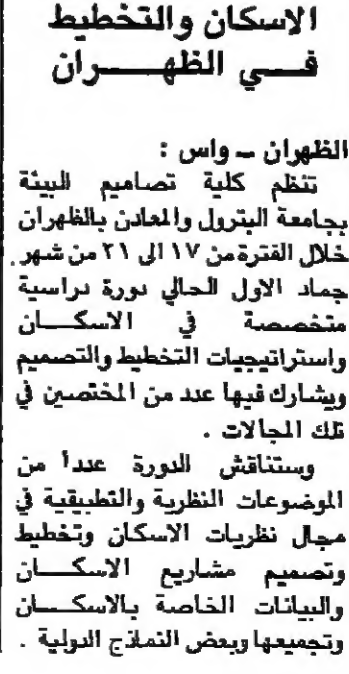 الاسكان والتخطيط
فـــي الظهـــــران
الظهران ــ واس :
تنظم كلية تصاميم البيئة
بجامعة البترول والمعادن بالظهران
خلال الفترة من ١٧ الى ٢١ من شهر
جماد الاول الحالي دورة دراسية
متخصصة في الاسكـــان
واستراتيجيات التخطيط والتصميم
ويشارك فيها عدد من المختصين في
تلك المجالات .
وستناقش الدورة عدداً من
الموضوعات النظرية والتطبيقية في
مجال نظريات الاسكان وتخطيط
وتصميم مشاريع الاسكـــان
والبيانات الخاصة بالاسكـــان
وتجميعها وبعض النماذج الدولية .